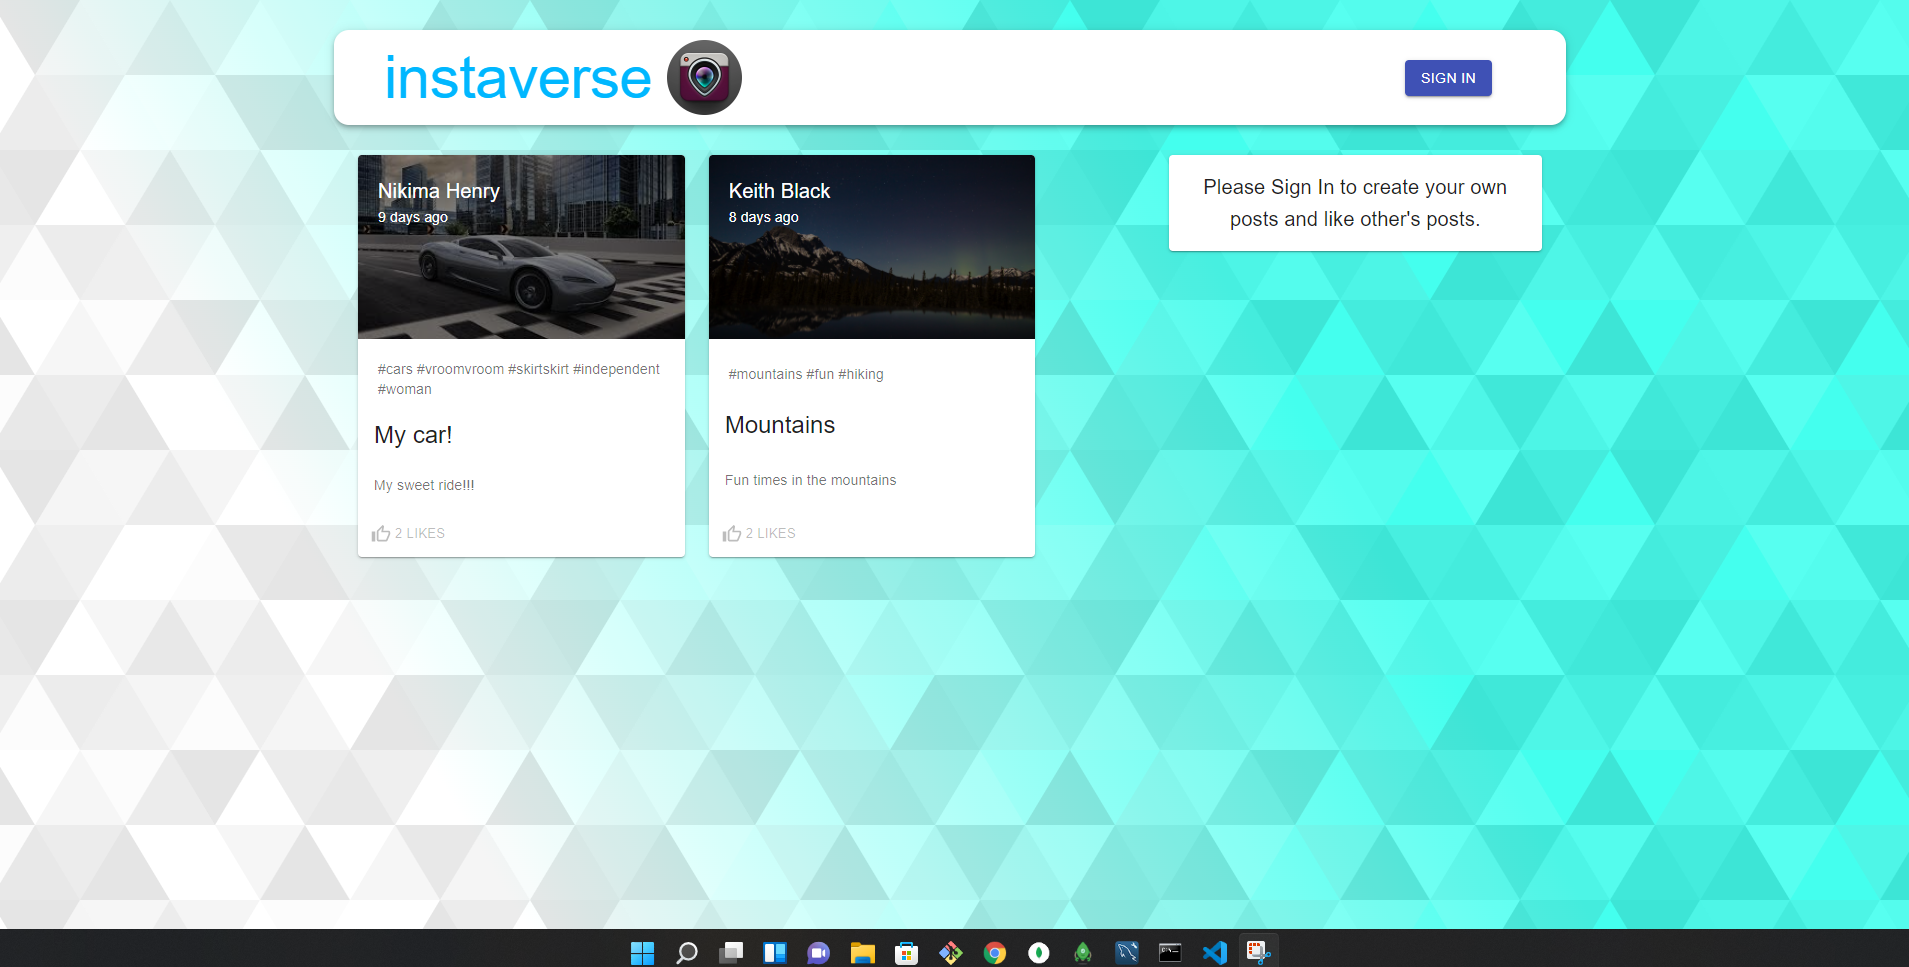 instaverse
SIGN IN
Nikima Henry
9 days ago
#cars #vroomvroom #skirtskirt #independent
#woman
My car!
My sweet ride!!!
2 LIKES
Keith Black
8 days ago
#mountains #fun #hiking
Mountains
Fun times in the mountains
2 LIKES
Please Sign In to create your own
posts and like other's posts.